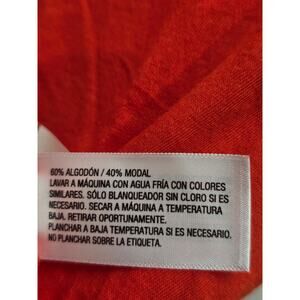 60% ALGODÓN / 40% MODAL
LAVAR A MÁQUINA CON AGUA FRÍA CON COLORES
SIMILARES. SÓLO BLANQUEADOR SIN CLORO SI ES
NECESARIO. SECAR A MÁQUINA A TEMPERATURA
BAJA. RETIRAR OPORTUNAMENTE.
PLANCHAR A BAJA TEMPERATURA SI ES NECESARIO.
NO PLANCHAR SOBRE LA ETIQUETA.